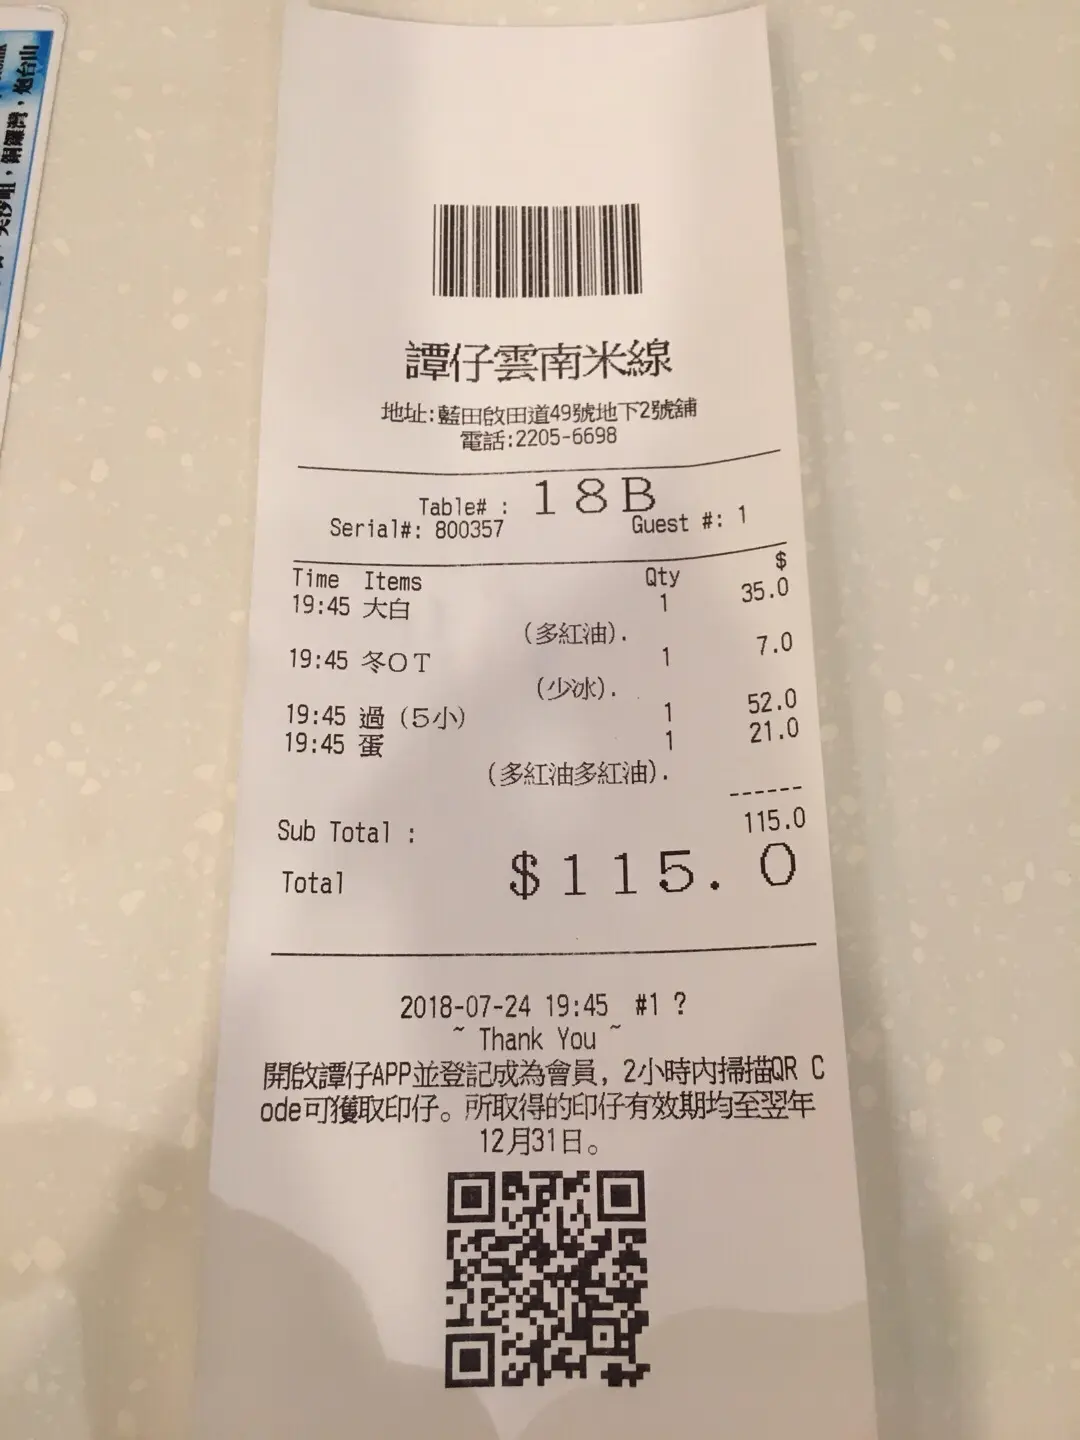 譚仔雲南米線
地址:藍田啟田道49號地下2號舖
電話:2205-6698
Table# : 18B
Serial#: 800357 Guest #: 1
$
Time Items Qty
19:45 大白 1 35.0
(多紅油).
19:45 冬OT 1 7.0
(少冰).
19:45 過(5小) 1 52.0
19:45 蛋 1 21.0
(多紅油多紅油).
------
Sub Total : 115.0
Total $115.0
2018-07-24 19:45 #1 ?
~ Thank You ~
開啟譚仔APP並登記成為會員, 2小時內掃描QR C
ode可獲取印仔。所取得的印仔有效期均至翌年
12月31日。
銅鑼灣, 炮台山